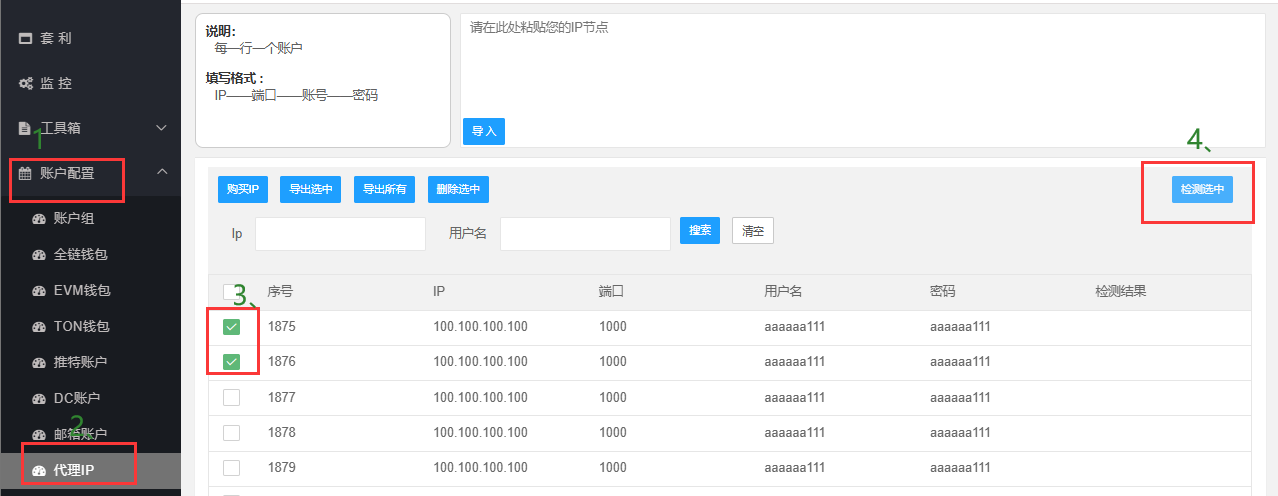 套 利
监 控
工具箱
1
账户配置
账户组
全链钱包
EVM钱包
TON钱包
推特账户
DC账户
2、
邮箱账户
代理IP
说明：
每一行一个账户
填写格式：
IP——端口——账号——密码
请在此处粘贴您的IP节点
导 入
4、
购买IP 导出选中 导出所有 删除选中 检测选中
Ip 用户名 搜索 清空
3、
序号 IP 端口 用户名 密码 检测结果
1875 100.100.100.100 1000 aaaaaa111 aaaaaa111
1876 100.100.100.100 1000 aaaaaa111 aaaaaa111
1877 100.100.100.100 1000 aaaaaa111 aaaaaa111
1878 100.100.100.100 1000 aaaaaa111 aaaaaa111
1879 100.100.100.100 1000 aaaaaa111 aaaaaa111